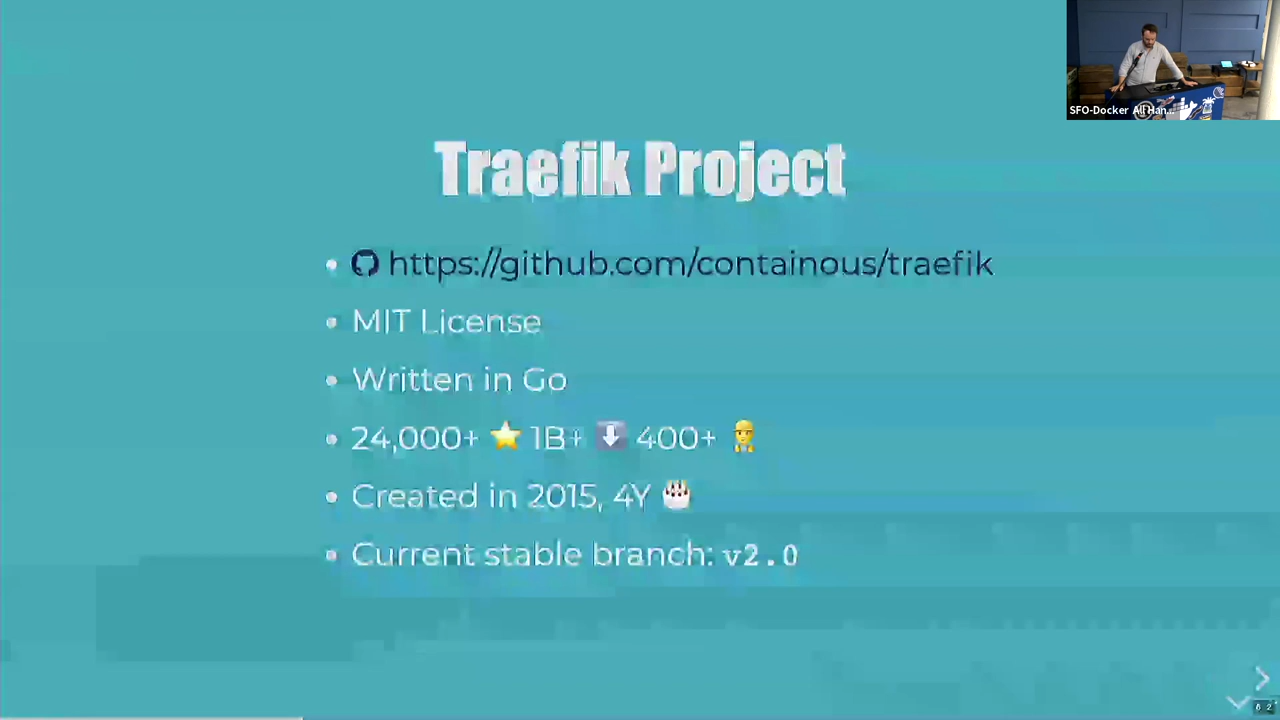 SFO-Docker All Han...
Traefik Project
https://github.com/containous/traefik
MIT License
Written in Go
24,000+ ⭐ 1B+ ⬇ 400+ 👷
Created in 2015, 4Y 🎂
Current stable branch: v2.0